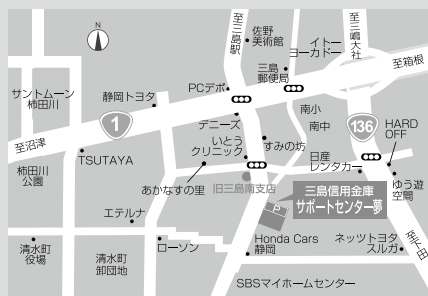 N
至三島駅
佐野
美術館
イトー
ヨーカドー
至三嶋大社
至箱根
三島
郵便局
サントムーン
柿田川
静岡トヨタ
PCデポ
1
デニーズ
南小
南中
136
HARD
OFF
至沼津
TSUTAYA
いとう
クリニック
すみの坊
日産
レンタカー
柿田川
公園
あかなすの里
旧三島南支店
ゆう遊
空間
三島信用金庫
サポートセンター夢
P
エテルナ
至下田
清水町
役場
清水町
卸団地
ローソン
Honda Cars
静岡
ネッツトヨタ
スルガ
SBSマイホームセンター